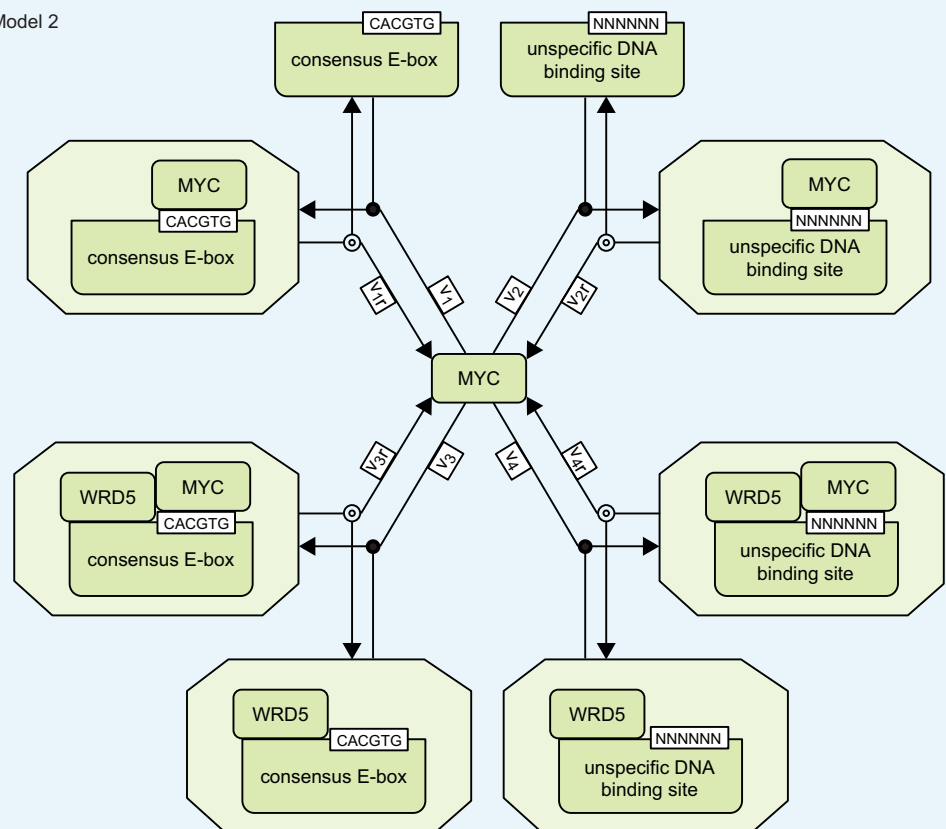 Model 2
CACGTG
consensus E-box
NNNNNN
unspecific DNA
binding site
MYC
CACGTG
consensus E-box
MYC
NNNNNN
unspecific DNA
binding site
v1r
v1
v2
v2r
MYC
v3r
v3
v4
v4r
WRD5
MYC
CACGTG
consensus E-box
WRD5
MYC
NNNNNN
unspecific DNA
binding site
WRD5
CACGTG
consensus E-box
WRD5
NNNNNN
unspecific DNA
binding site